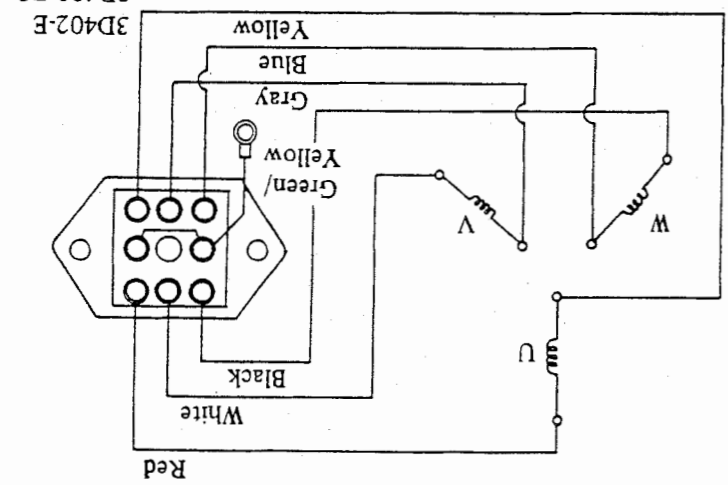 Red
White
Black
U
V
W
Green/
Yellow
Gray
Blue
Yellow
3D402-E